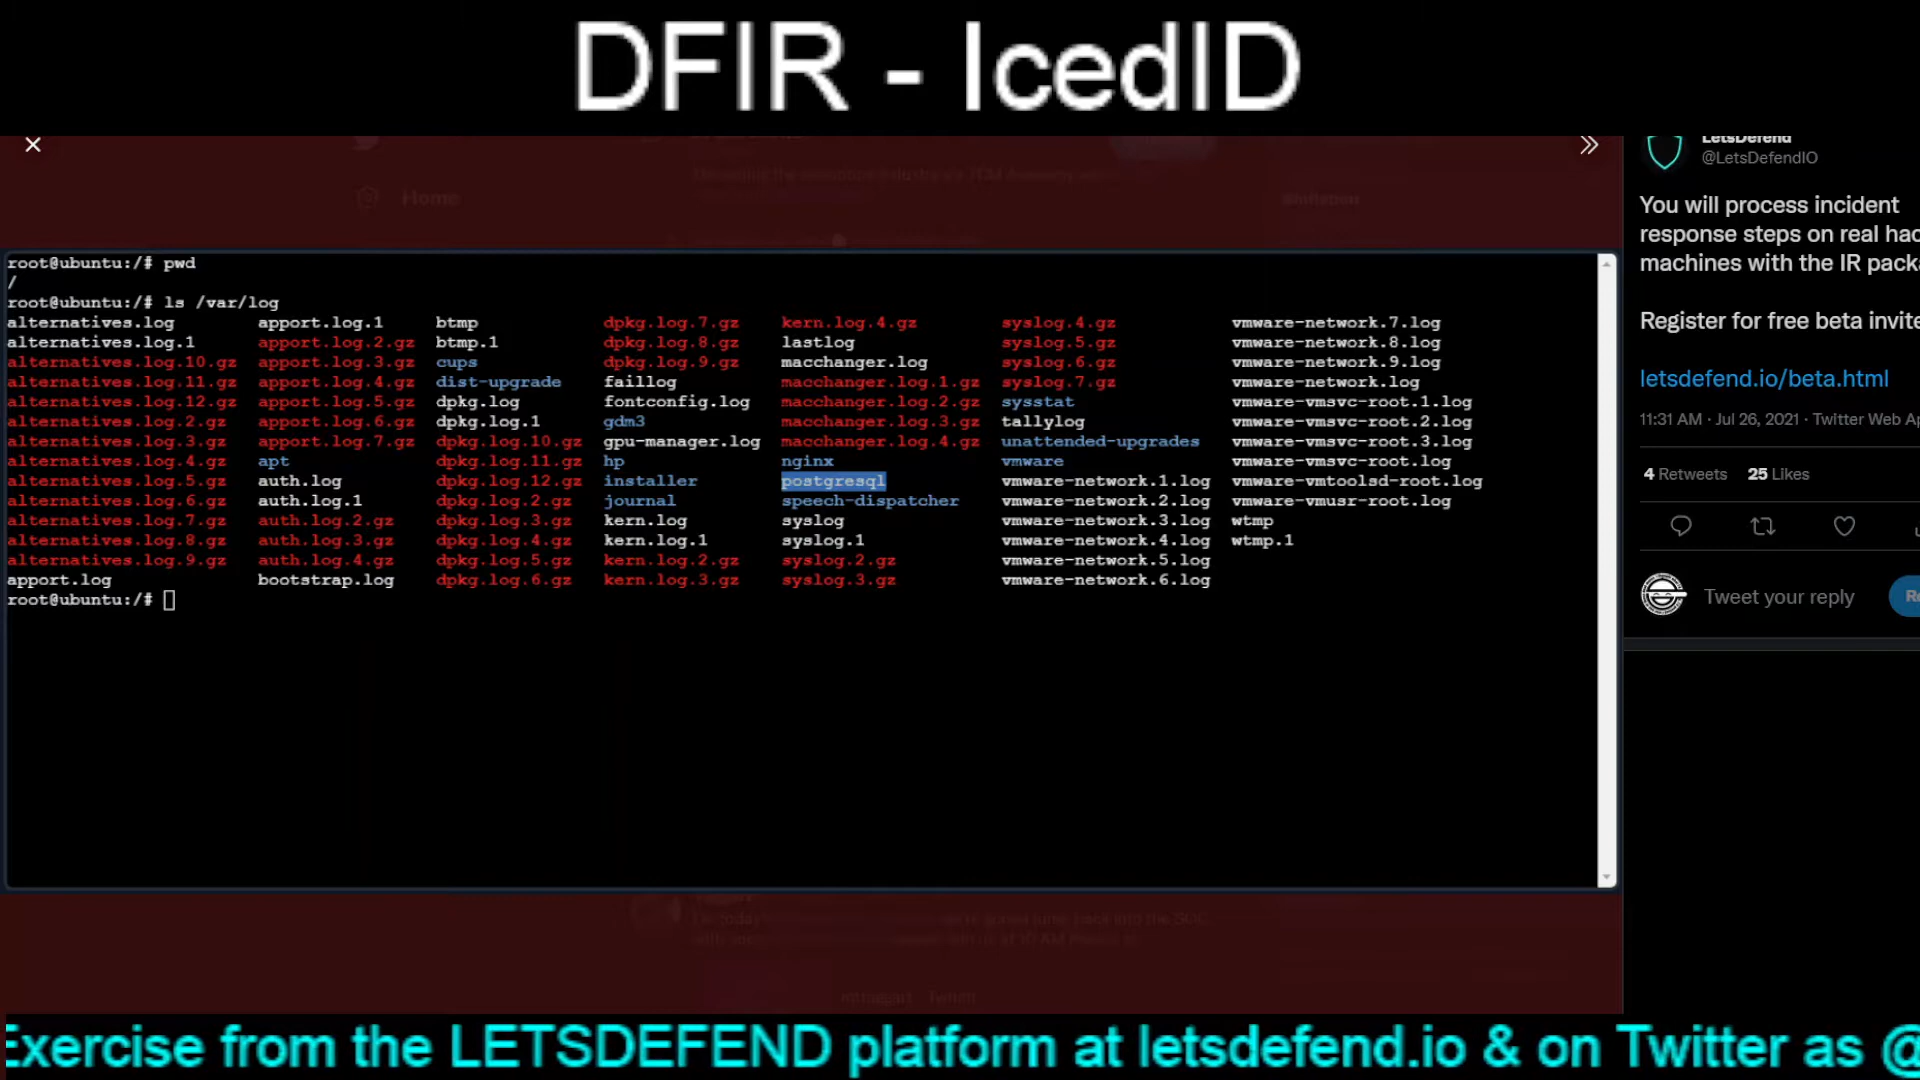 DFIR - IcedID
LetsDefend
@LetsDefendIO
Home
You will process incident
response steps on real hac
machines with the IR packa
Register for free beta invite
letsdefend.io/beta.html
11:31 AM · Jul 26, 2021 · Twitter Web Ap
4 Retweets 25 Likes
Tweet your reply
Re
root@ubuntu:/# pwd
/
root@ubuntu:/# ls /var/log
alternatives.log apport.log.1 btmp dpkg.log.7.gz kern.log.4.gz syslog.4.gz vmware-network.7.log
alternatives.log.1 apport.log.2.gz btmp.1 dpkg.log.8.gz lastlog syslog.5.gz vmware-network.8.log
alternatives.log.10.gz apport.log.3.gz cups dpkg.log.9.gz macchanger.log syslog.6.gz vmware-network.9.log
alternatives.log.11.gz apport.log.4.gz dist-upgrade faillog macchanger.log.1.gz syslog.7.gz vmware-network.log
alternatives.log.12.gz apport.log.5.gz dpkg.log fontconfig.log macchanger.log.2.gz sysstat vmware-vmsvc-root.1.log
alternatives.log.2.gz apport.log.6.gz dpkg.log.1 gdm3 macchanger.log.3.gz tallylog vmware-vmsvc-root.2.log
alternatives.log.3.gz apport.log.7.gz dpkg.log.10.gz gpu-manager.log macchanger.log.4.gz unattended-upgrades vmware-vmsvc-root.3.log
alternatives.log.4.gz apt dpkg.log.11.gz hp nginx vmware vmware-vmsvc-root.log
alternatives.log.5.gz auth.log dpkg.log.12.gz installer postgresql vmware-network.1.log vmware-vmtoolsd-root.log
alternatives.log.6.gz auth.log.1 dpkg.log.2.gz journal speech-dispatcher vmware-network.2.log vmware-vmusr-root.log
alternatives.log.7.gz auth.log.2.gz dpkg.log.3.gz kern.log syslog vmware-network.3.log wtmp
alternatives.log.8.gz auth.log.3.gz dpkg.log.4.gz kern.log.1 syslog.1 vmware-network.4.log wtmp.1
alternatives.log.9.gz auth.log.4.gz dpkg.log.5.gz kern.log.2.gz syslog.2.gz vmware-network.5.log
apport.log bootstrap.log dpkg.log.6.gz kern.log.3.gz syslog.3.gz vmware-network.6.log
root@ubuntu:/#
Exercise from the LETSDEFEND platform at letsdefend.io & on Twitter as @